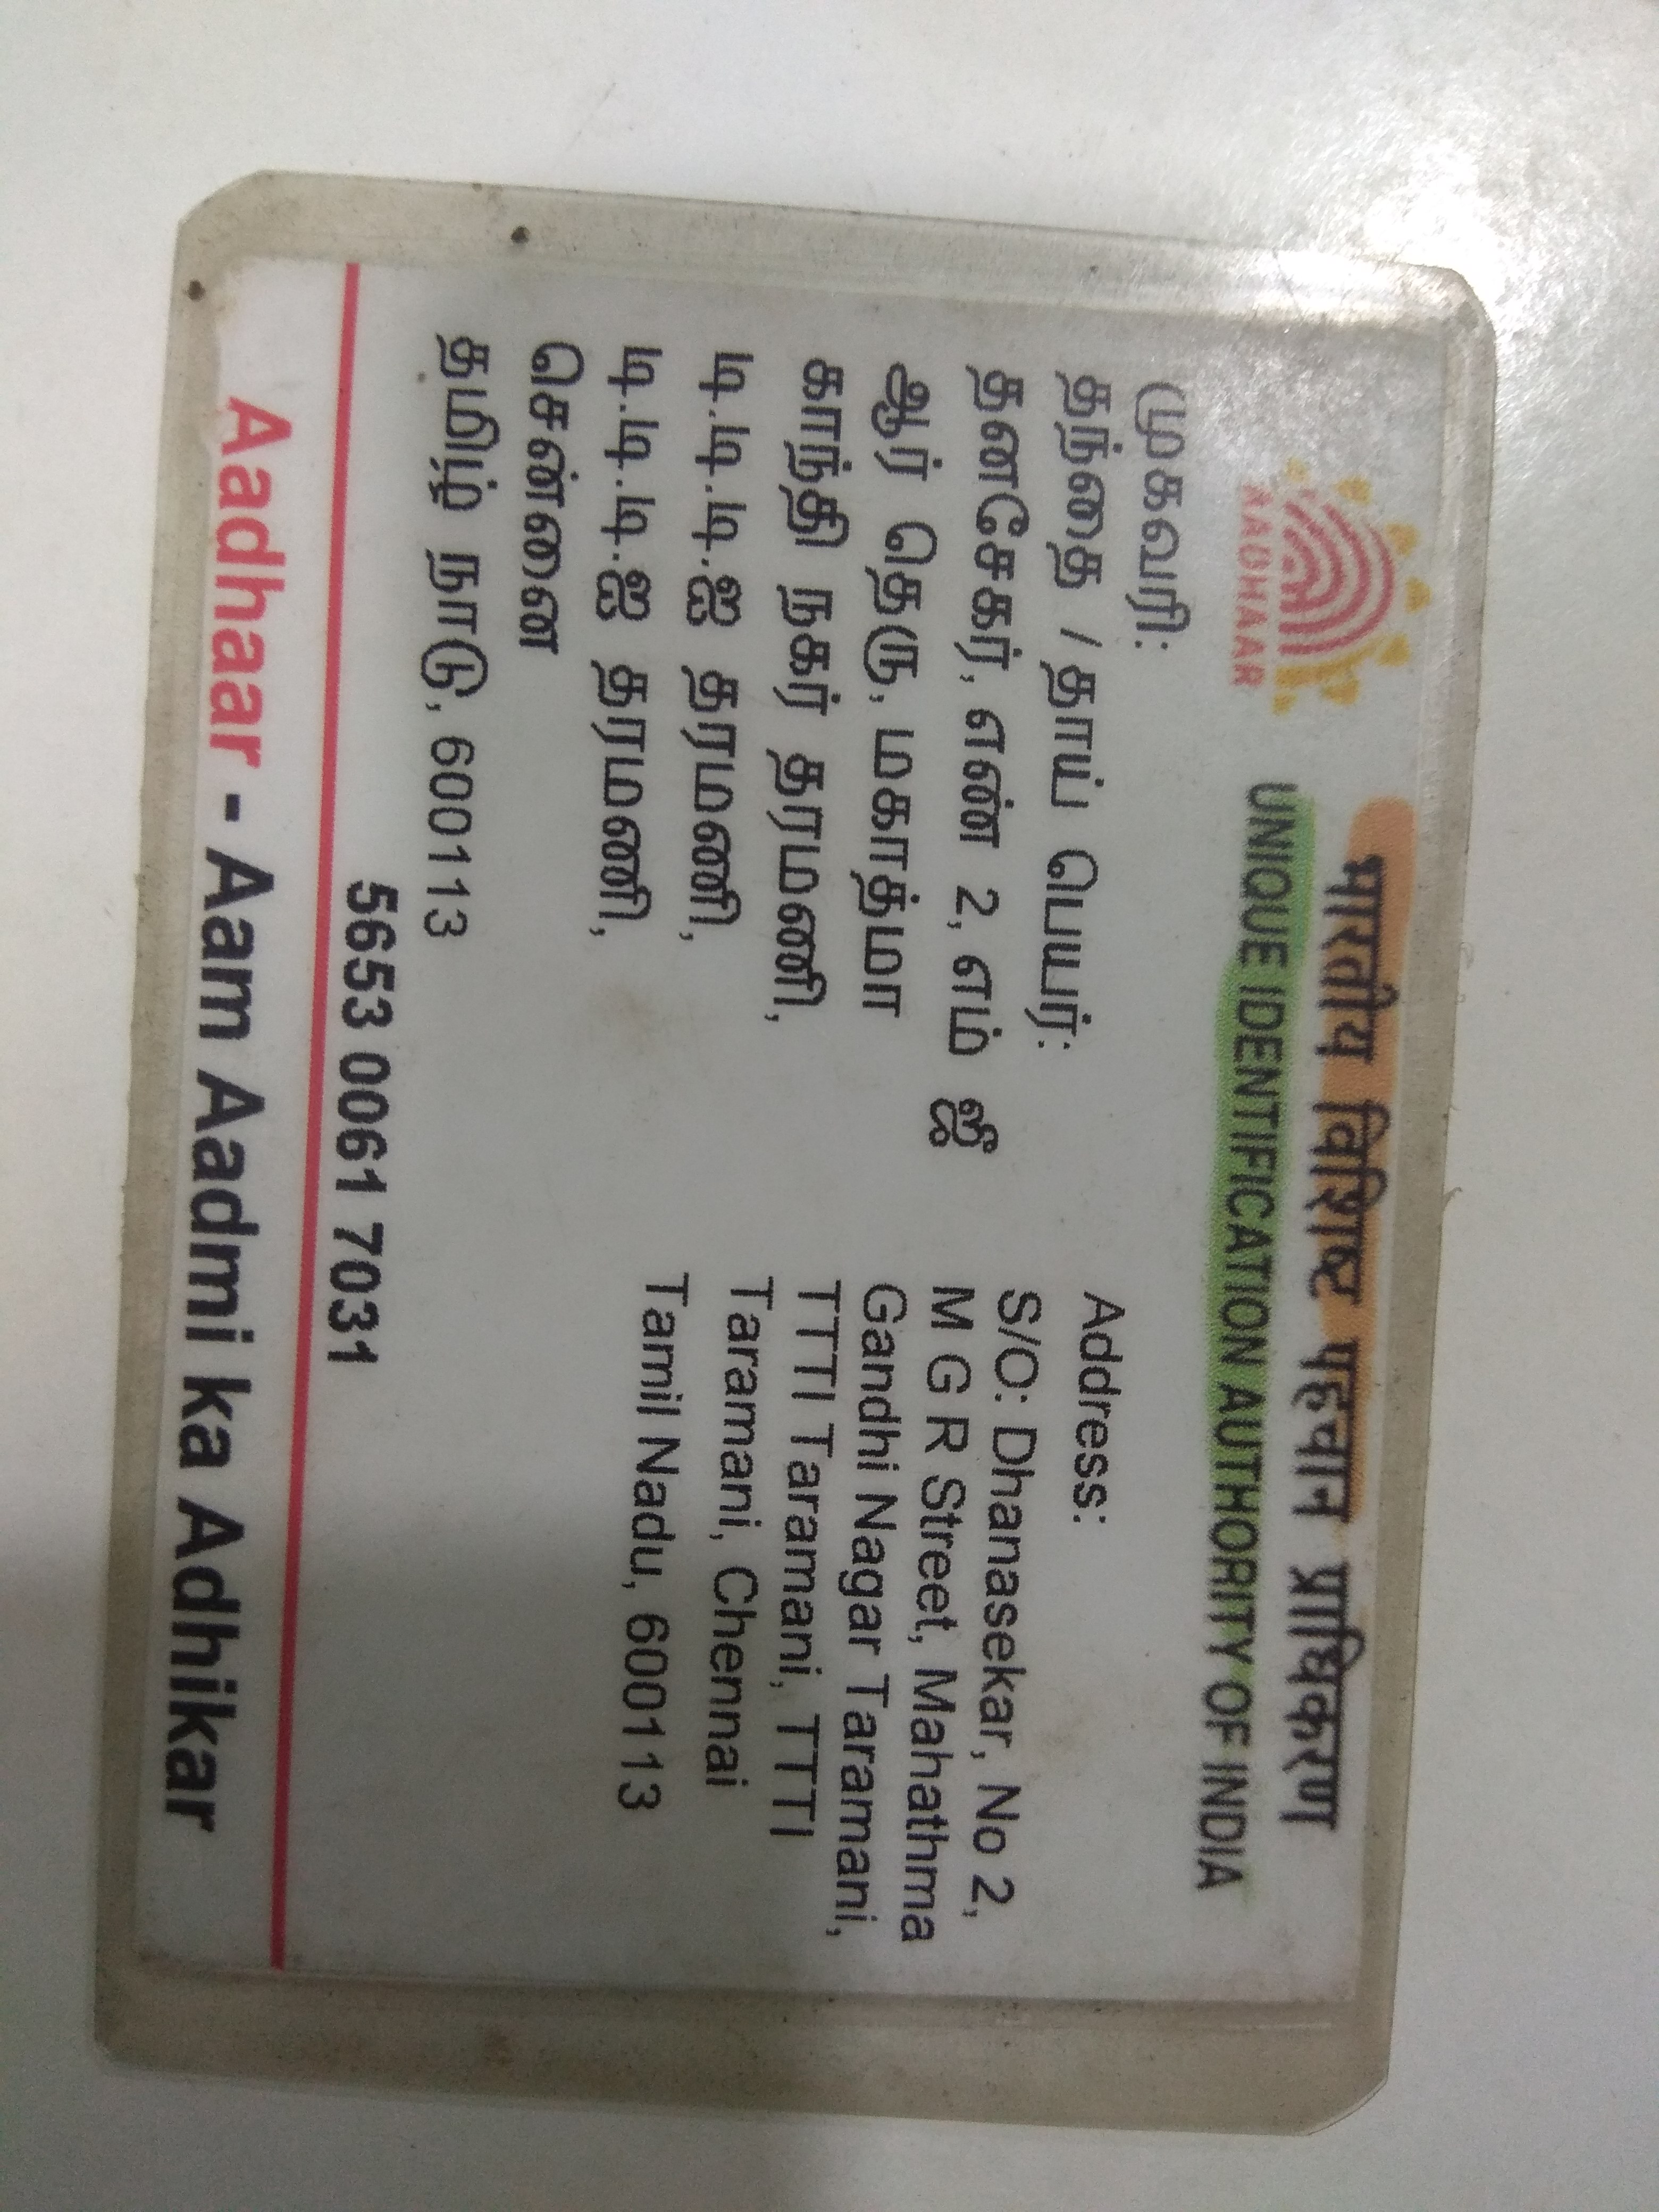 AADHAAR
भारतीय विशिष्ट पहचान प्राधिकरण
UNIQUE IDENTIFICATION AUTHORITY OF INDIA
முகவரி:
தந்தை / தாய் பெயர்:
தனசேகர், எண் 2, எம் ஜீ
ஆர் தெரு, மகாத்மா
காந்தி நகர் தரமணி,
டி.டி.டி.ஐ தரமணி,
டி.டி.டி.ஐ தரமணி,
சென்னை
தமிழ் நாடு, 600113
Address:
S/O: Dhanasekar, No 2,
M G R Street, Mahathma
Gandhi Nagar Taramani,
TTTI Taramani, TTTI
Taramani, Chennai
Tamil Nadu, 600113
5653 0061 7031
Aadhaar - Aam Aadmi ka Adhikar